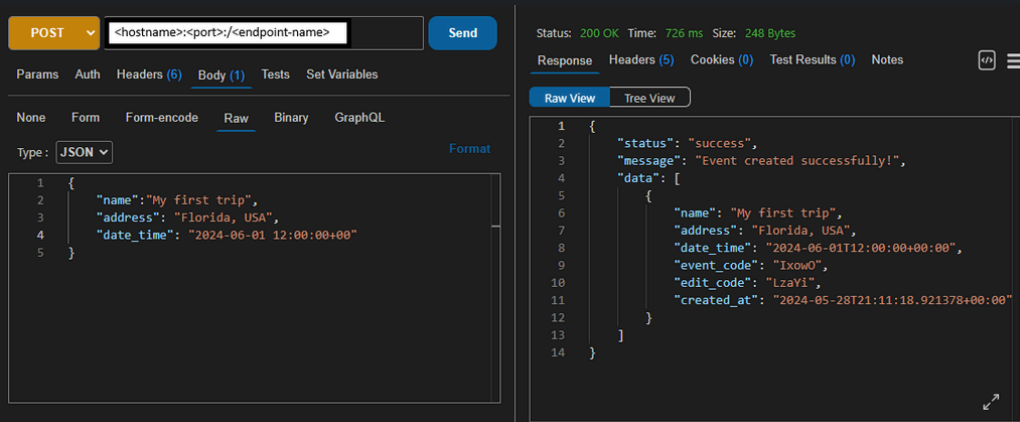 POST <hostname>:<port>:/<endpoint-name> Send
Params Auth Headers (6) Body (1) Tests Set Variables
None Form Form-encode Raw Binary GraphQL
Type : JSON Format
1 {
2 "name":"My first trip",
3 "address": "Florida, USA",
4 "date_time": "2024-06-01 12:00:00+00"
5 }
Status: 200 OK Time: 726 ms Size: 248 Bytes
Response Headers (5) Cookies (0) Test Results (0) Notes
Raw View Tree View
1 {
2 "status": "success",
3 "message": "Event created successfully!",
4 "data": [
5 {
6 "name": "My first trip",
7 "address": "Florida, USA",
8 "date_time": "2024-06-01T12:00:00+00:00",
9 "event_code": "IxowO",
10 "edit_code": "LzaYi",
11 "created_at": "2024-05-28T21:11:18.921378+00:00"
12 }
13 ]
14 }